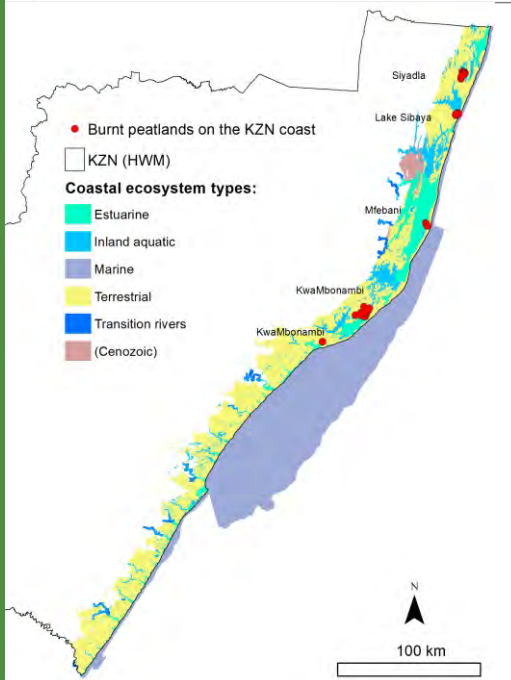 Siyadla
Lake Sibaya
Burnt peatlands on the KZN coast
KZN (HWM)
Coastal ecosystem types:
Estuarine
Mfebani
Inland aquatic
Marine
Terrestrial
KwaMbonambi
Transition rivers
KwaMbonambi
(Cenozoic)
N
100 km